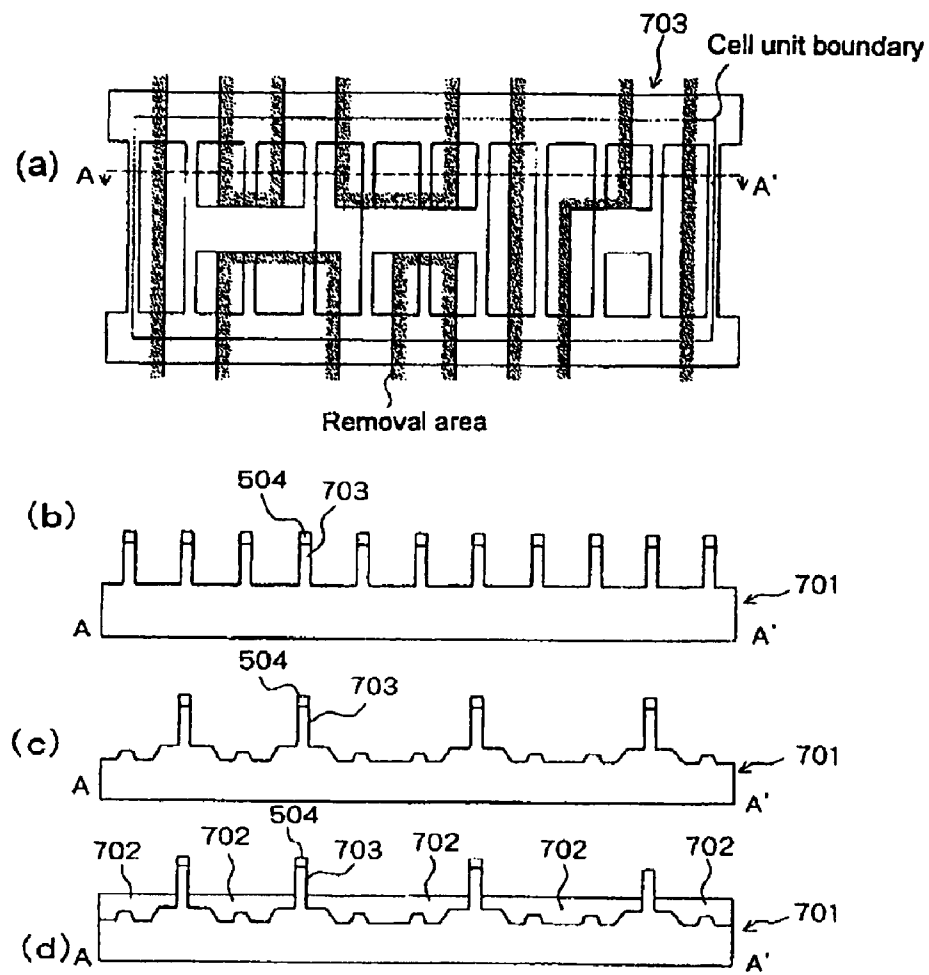 703
Cell unit boundary
(a)
A
A'
Removal area
(b)
504
703
701
A
A'
(c)
504
703
701
A
A'
504
702
702
703
702
702
702
701
(d)
A
A'